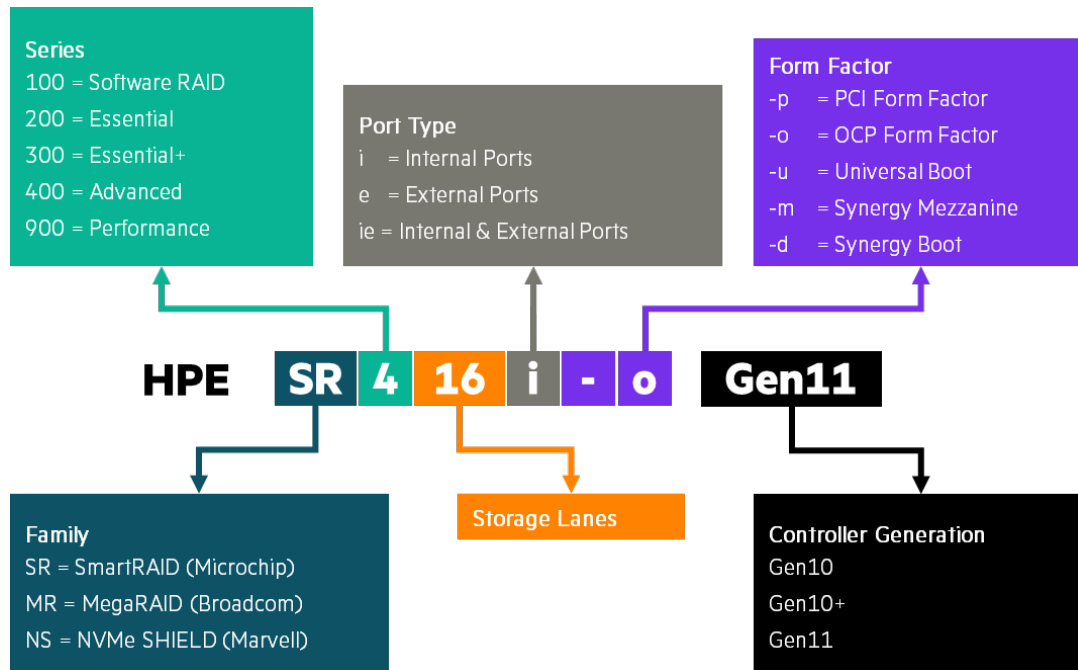 Series
100 = Software RAID
200 = Essential
300 = Essential+
400 = Advanced
900 = Performance
Port Type
i = Internal Ports
e = External Ports
ie = Internal & External Ports
Form Factor
-p = PCI Form Factor
-o = OCP Form Factor
-u = Universal Boot
-m = Synergy Mezzanine
-d = Synergy Boot
HPE SR 4 16 i - o Gen11
Family
SR = SmartRAID (Microchip)
MR = MegaRAID (Broadcom)
NS = NVMe SHIELD (Marvell)
Storage Lanes
Controller Generation
Gen10
Gen10+
Gen11